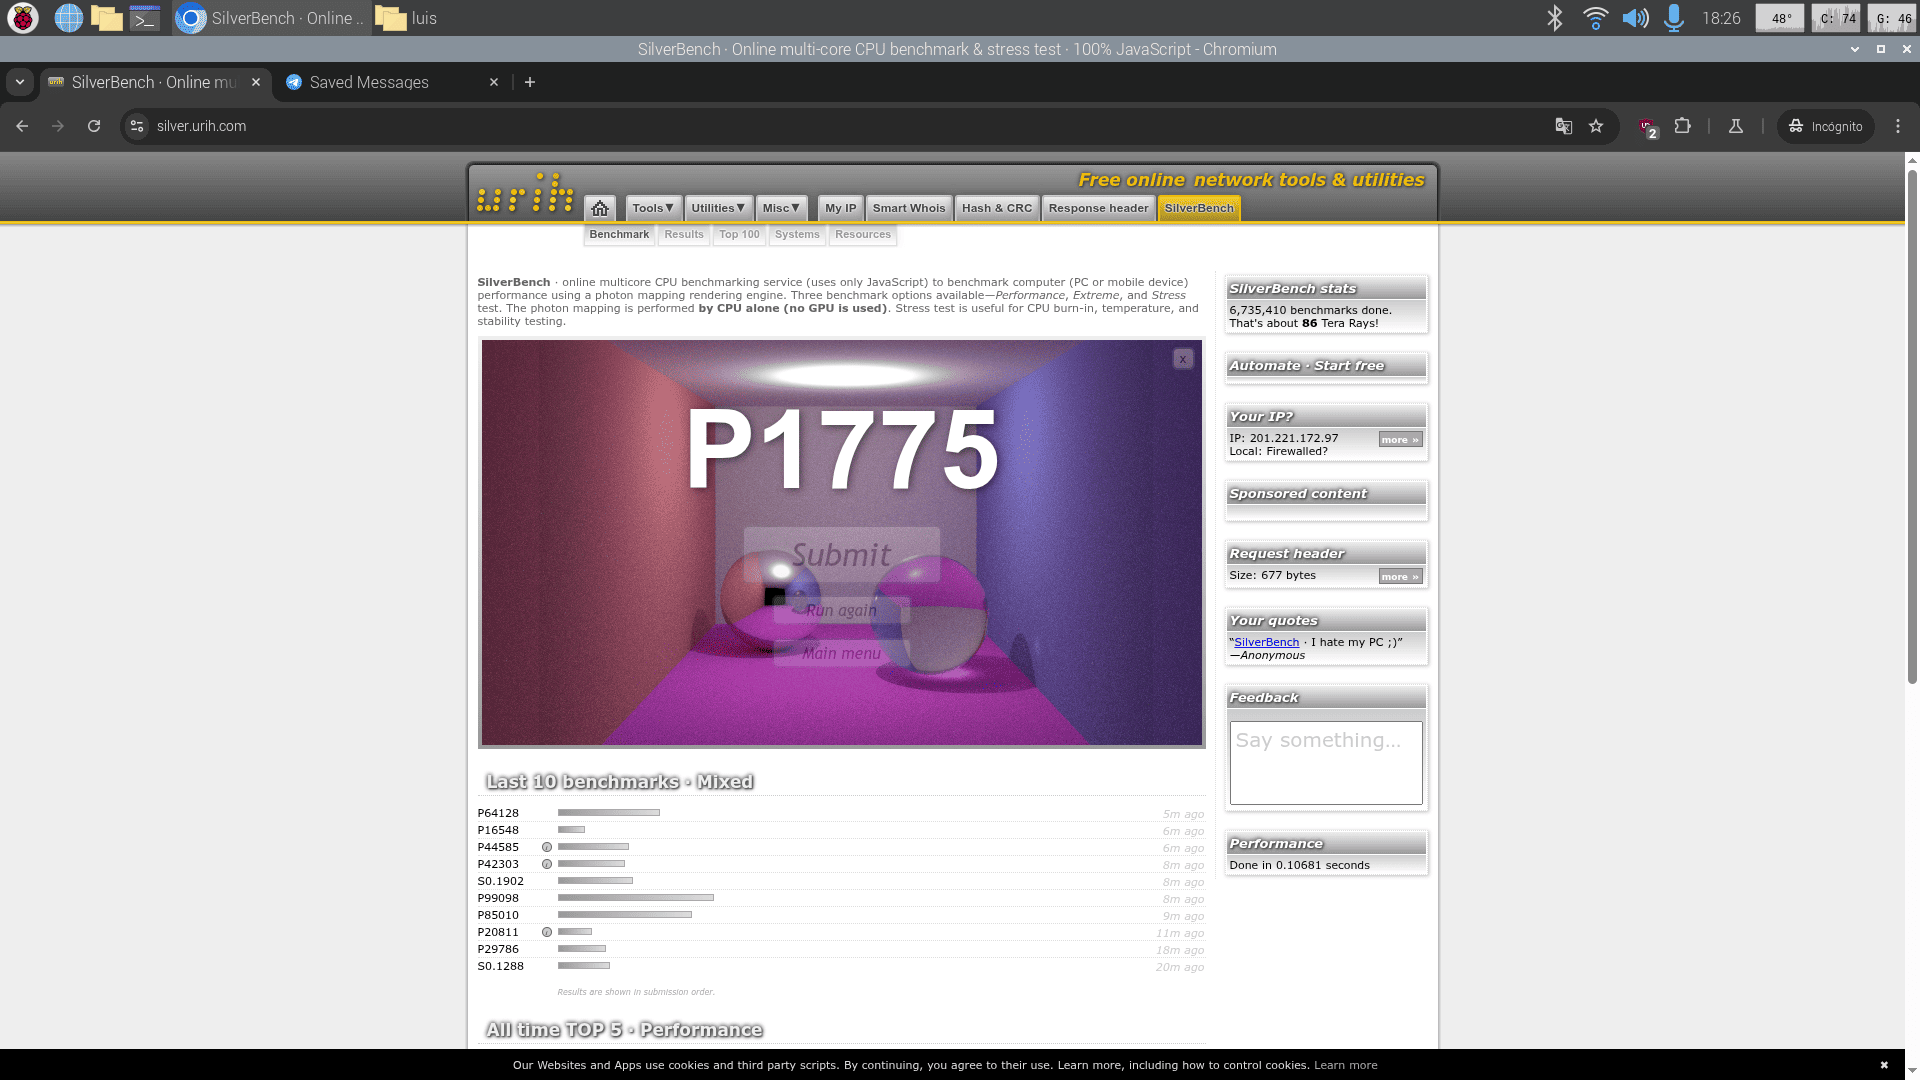 SilverBench · Online ..
luis
18:26
48°
C: 74
G: 46
SilverBench · Online multi-core CPU benchmark & stress test · 100% JavaScript - Chromium
SilverBench · Online mu
Saved Messages
silver.urih.com
2
Incógnito
urih
Free online network tools & utilities
Tools▼
Utilities▼
Misc▼
My IP
Smart Whois
Hash & CRC
Response header
SilverBench
Benchmark
Results
Top 100
Systems
Resources
SilverBench · online multicore CPU benchmarking service (uses only JavaScript) to benchmark computer (PC or mobile device)
performance using a photon mapping rendering engine. Three benchmark options available—Performance, Extreme, and Stress
test. The photon mapping is performed by CPU alone (no GPU is used). Stress test is useful for CPU burn-in, temperature, and
stability testing.
x
P1775
Submit
Run again
Main menu
Last 10 benchmarks · Mixed
P64128 5m ago
P16548 6m ago
P44585 i 6m ago
P42303 i 8m ago
S0.1902 8m ago
P99098 8m ago
P85010 9m ago
P20811 i 11m ago
P29786 18m ago
S0.1288 20m ago
Results are shown in submission order.
All time TOP 5 · Performance
SilverBench stats
6,735,410 benchmarks done.
That's about 86 Tera Rays!
Automate · Start free
Your IP?
IP: 201.221.172.97
more »
Local: Firewalled?
Sponsored content
Request header
Size: 677 bytes
more »
Your quotes
“SilverBench · I hate my PC ;)”
—Anonymous
Feedback
Say something...
Performance
Done in 0.10681 seconds
Our Websites and Apps use cookies and third party scripts. By continuing, you agree to their use. Learn more, including how to control cookies. Learn more